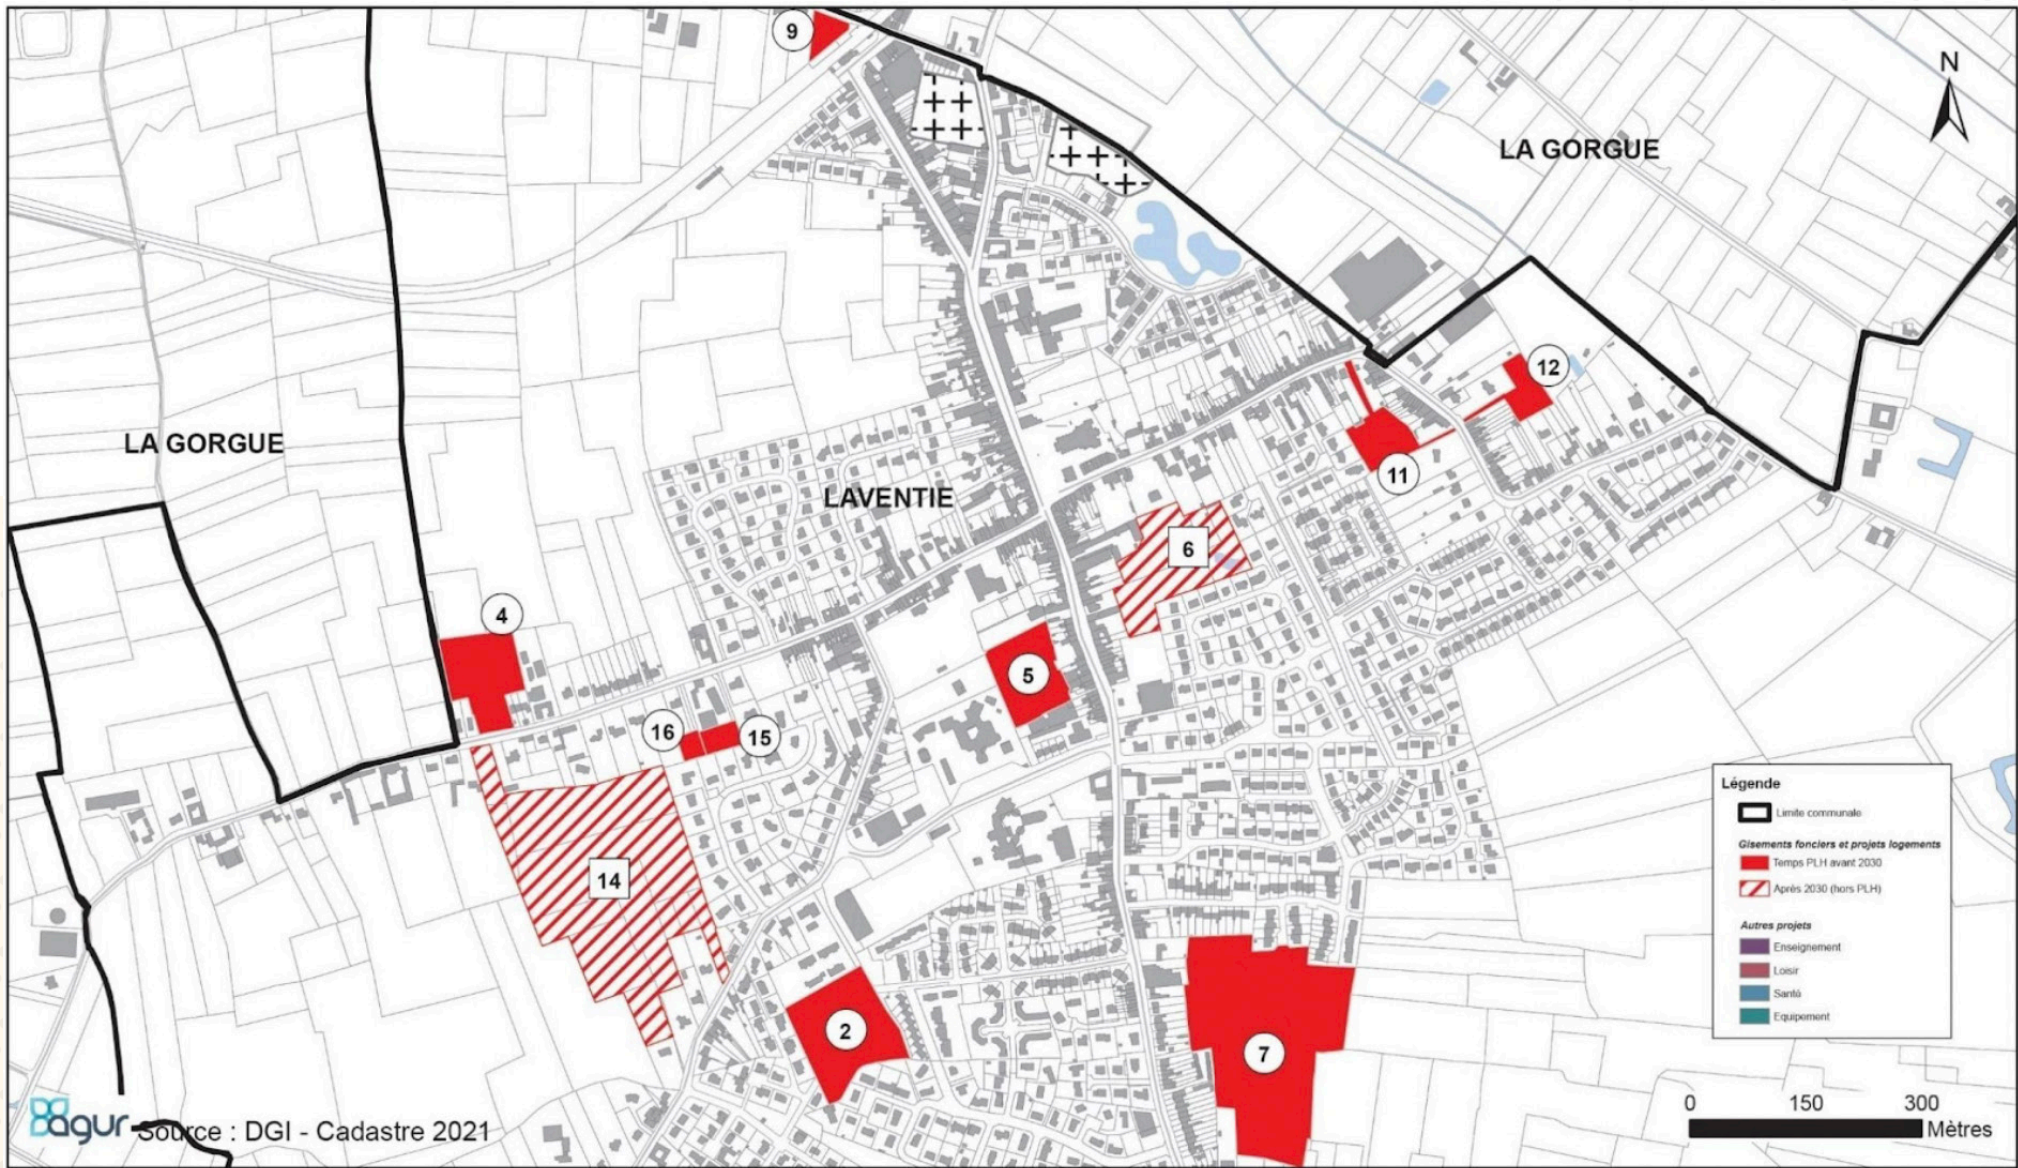 9
N
LA GORGUE
12
LA GORGUE
11
LAVENTIE
6
4
5
16
15
14
2
7
Légende
Limite communale
Gisements fonciers et projets logements
Temps PLH avant 2030
Après 2030 (hors PLH)
Autres projets
Enseignement
Loisir
Santé
Equipement
0 150 300
Mètres
agur Source : DGI - Cadastre 2021